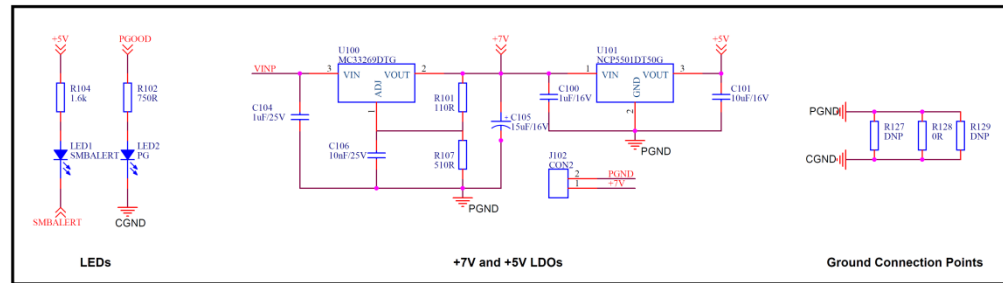 +5V
PGOOD
R104
1.6k
R102
750R
LED1
SMBALERT
LED2
PG
SMBALERT
CGND
LEDs
VINP
U100
MC33269DTG
3
VIN
VOUT
2
ADJ
1
C104
1uF/25V
C106
10nF/25V
R101
110R
R107
510R
+7V
C105
15uF/16V
PGND
C100
1uF/16V
U101
NCP5501DT50G
1
VIN
VOUT
3
GND
2
PGND
+5V
C101
10uF/16V
J102
CON2
2
PGND
1
+7V
+7V and +5V LDOs
PGND
CGND
R127
DNP
R128
0R
R129
DNP
Ground Connection Points